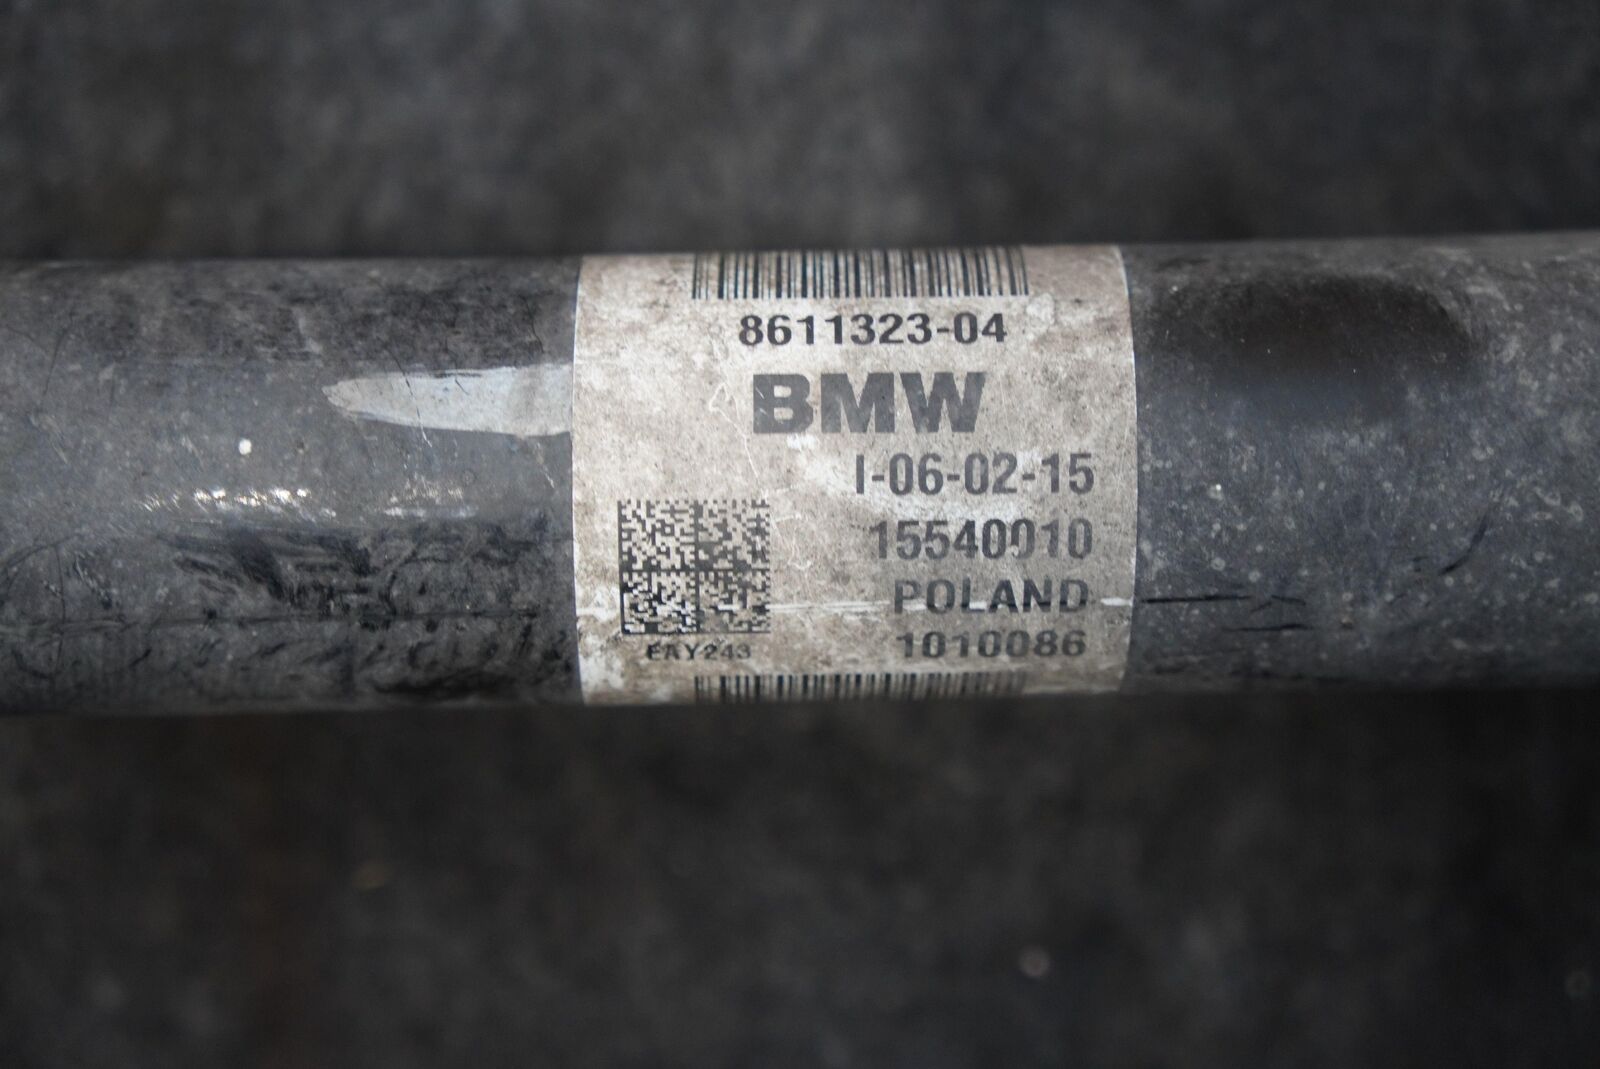 8611323-04
BMW
I-06-02-15
15540010
POLAND
1010086
EAY243